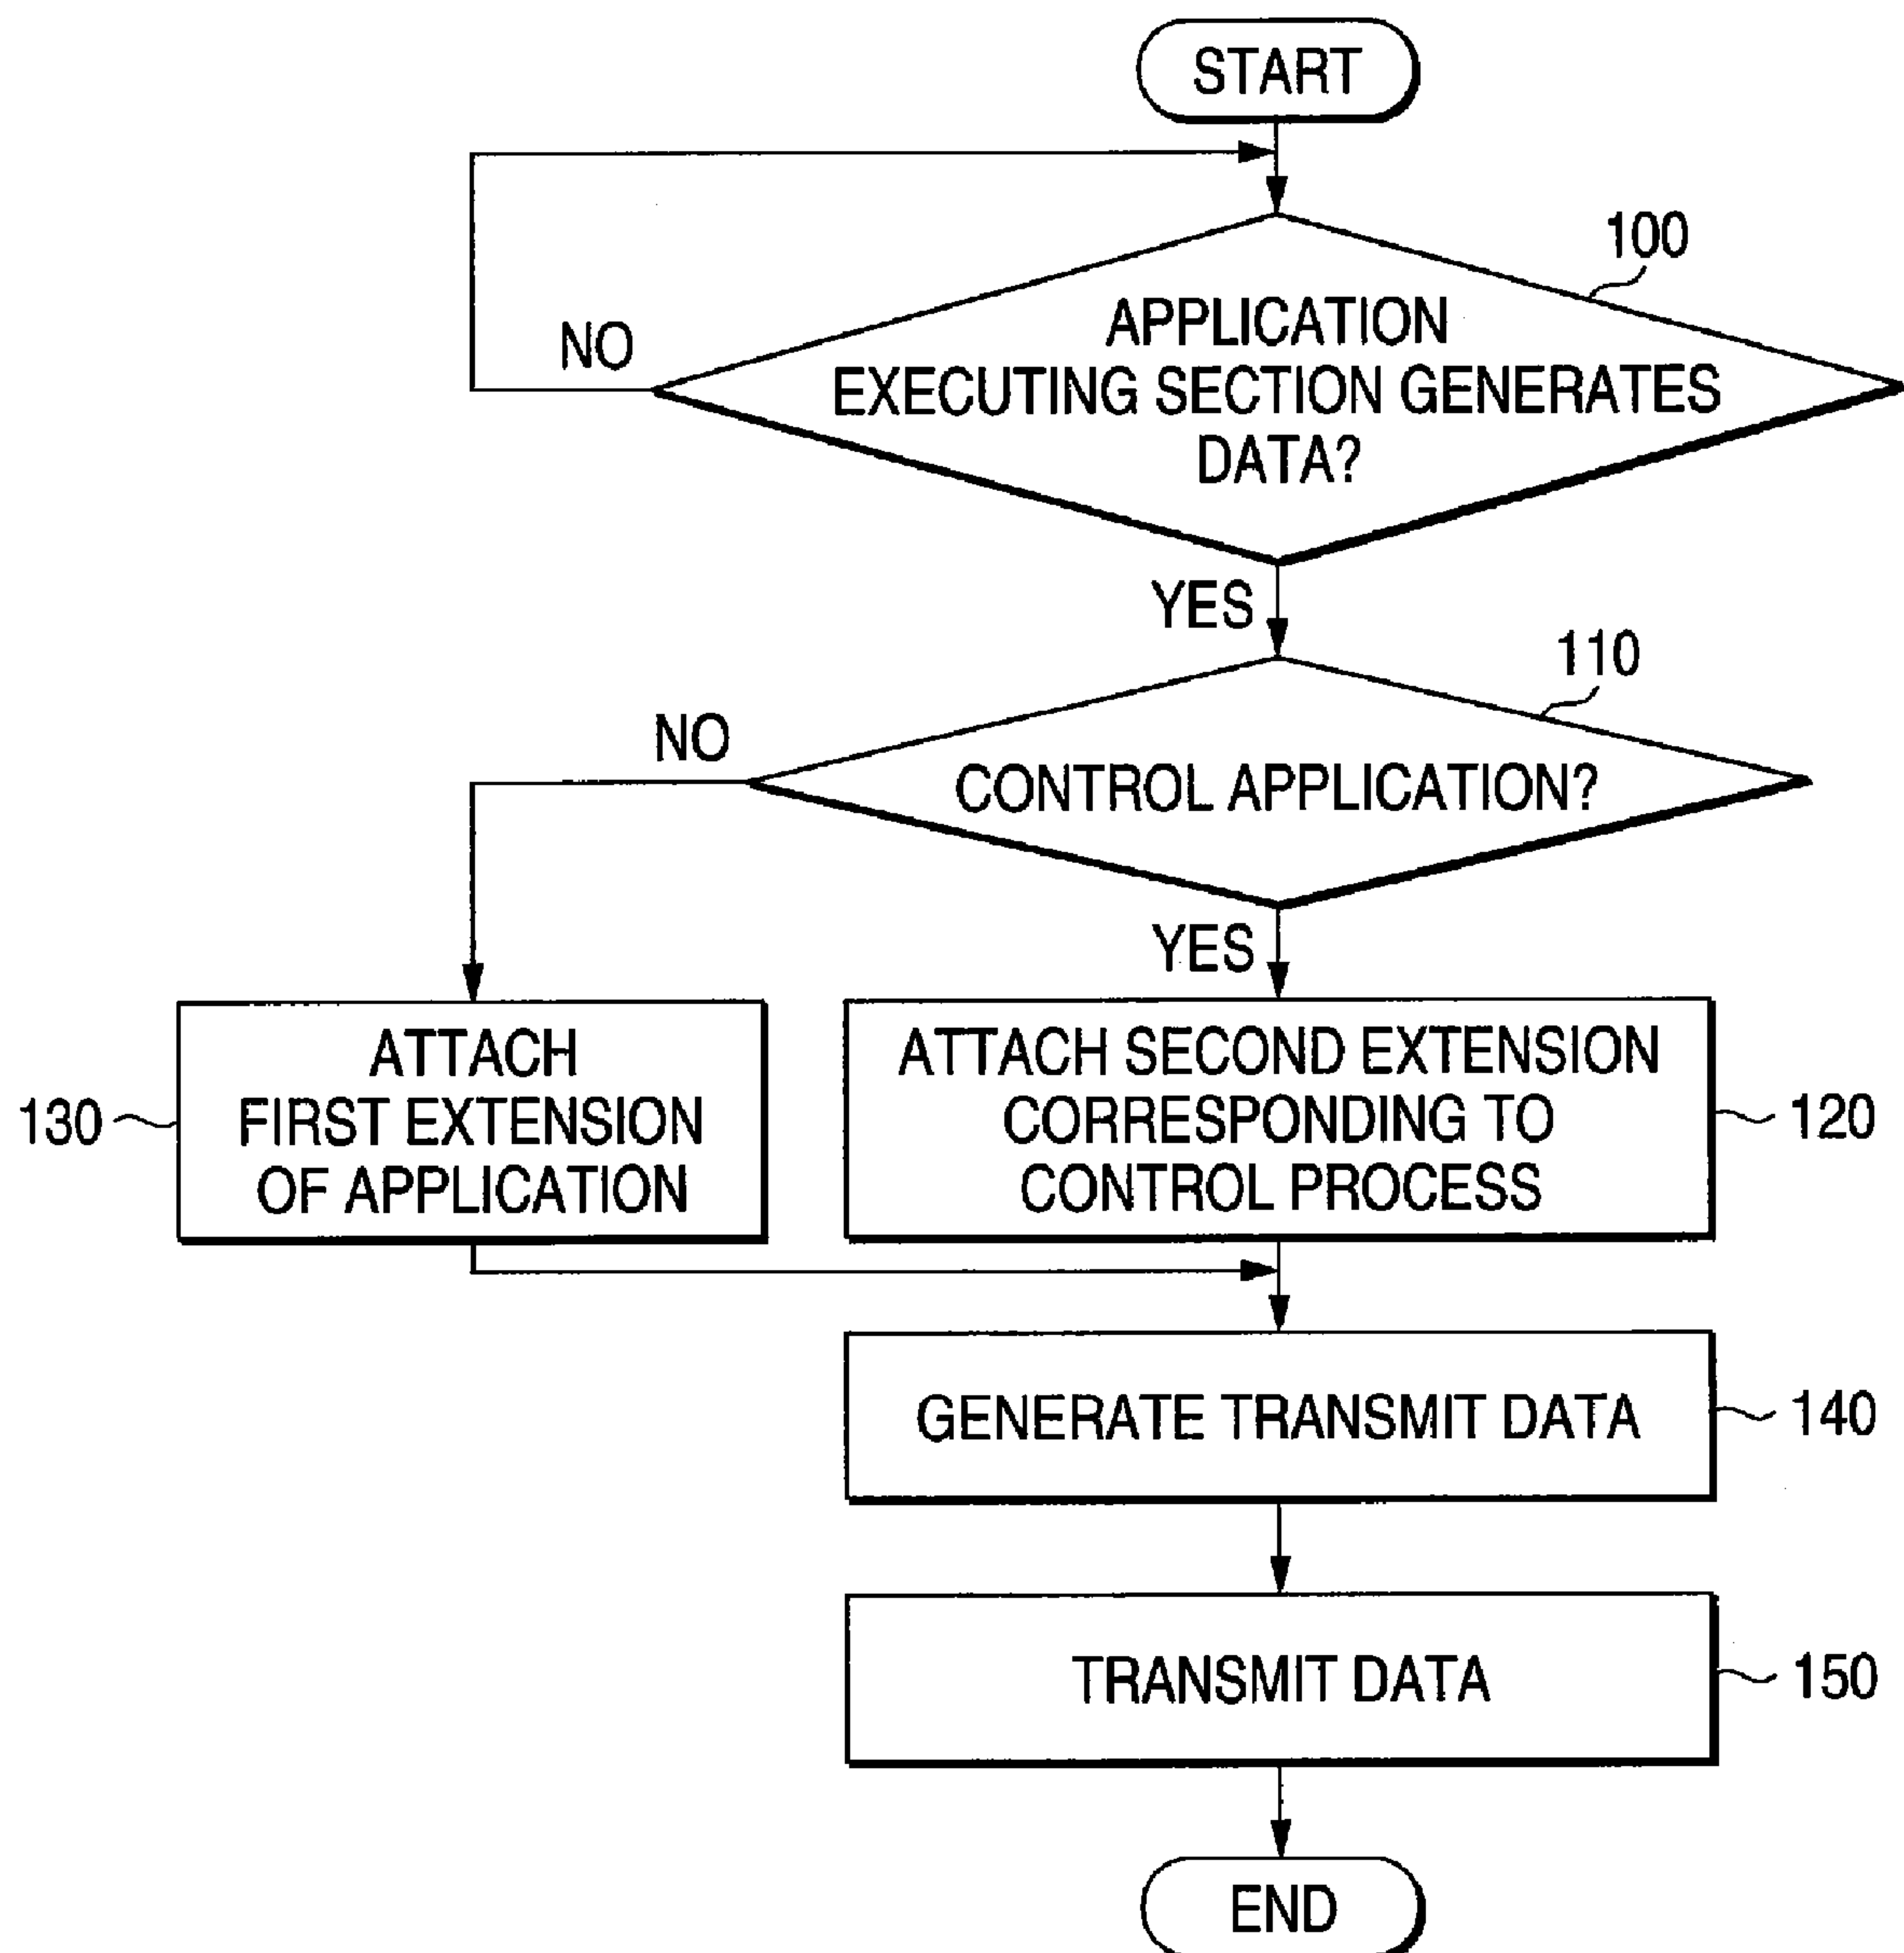 START
100
APPLICATION
EXECUTING SECTION GENERATES
DATA?
NO
YES
110
CONTROL APPLICATION?
NO
YES
ATTACH
FIRST EXTENSION
OF APPLICATION
130
ATTACH SECOND EXTENSION
CORRESPONDING TO
CONTROL PROCESS
120
GENERATE TRANSMIT DATA
140
TRANSMIT DATA
150
END